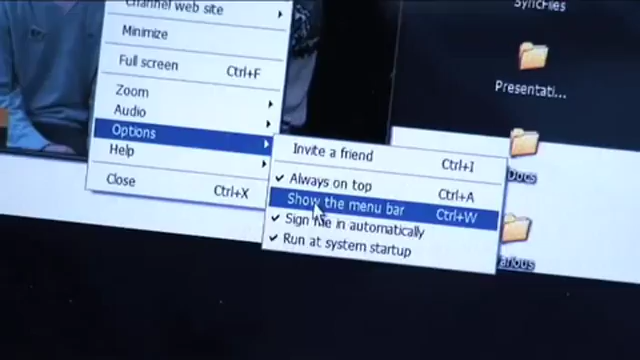 Channel web site
Minimize
Full screen Ctrl+F
Zoom
Audio
Options
Help
Close Ctrl+X
Invite a friend Ctrl+I
Always on top Ctrl+A
Show the menu bar Ctrl+W
Sign me in automatically
Run at system startup
SyncFiles
Presentati...
Docs